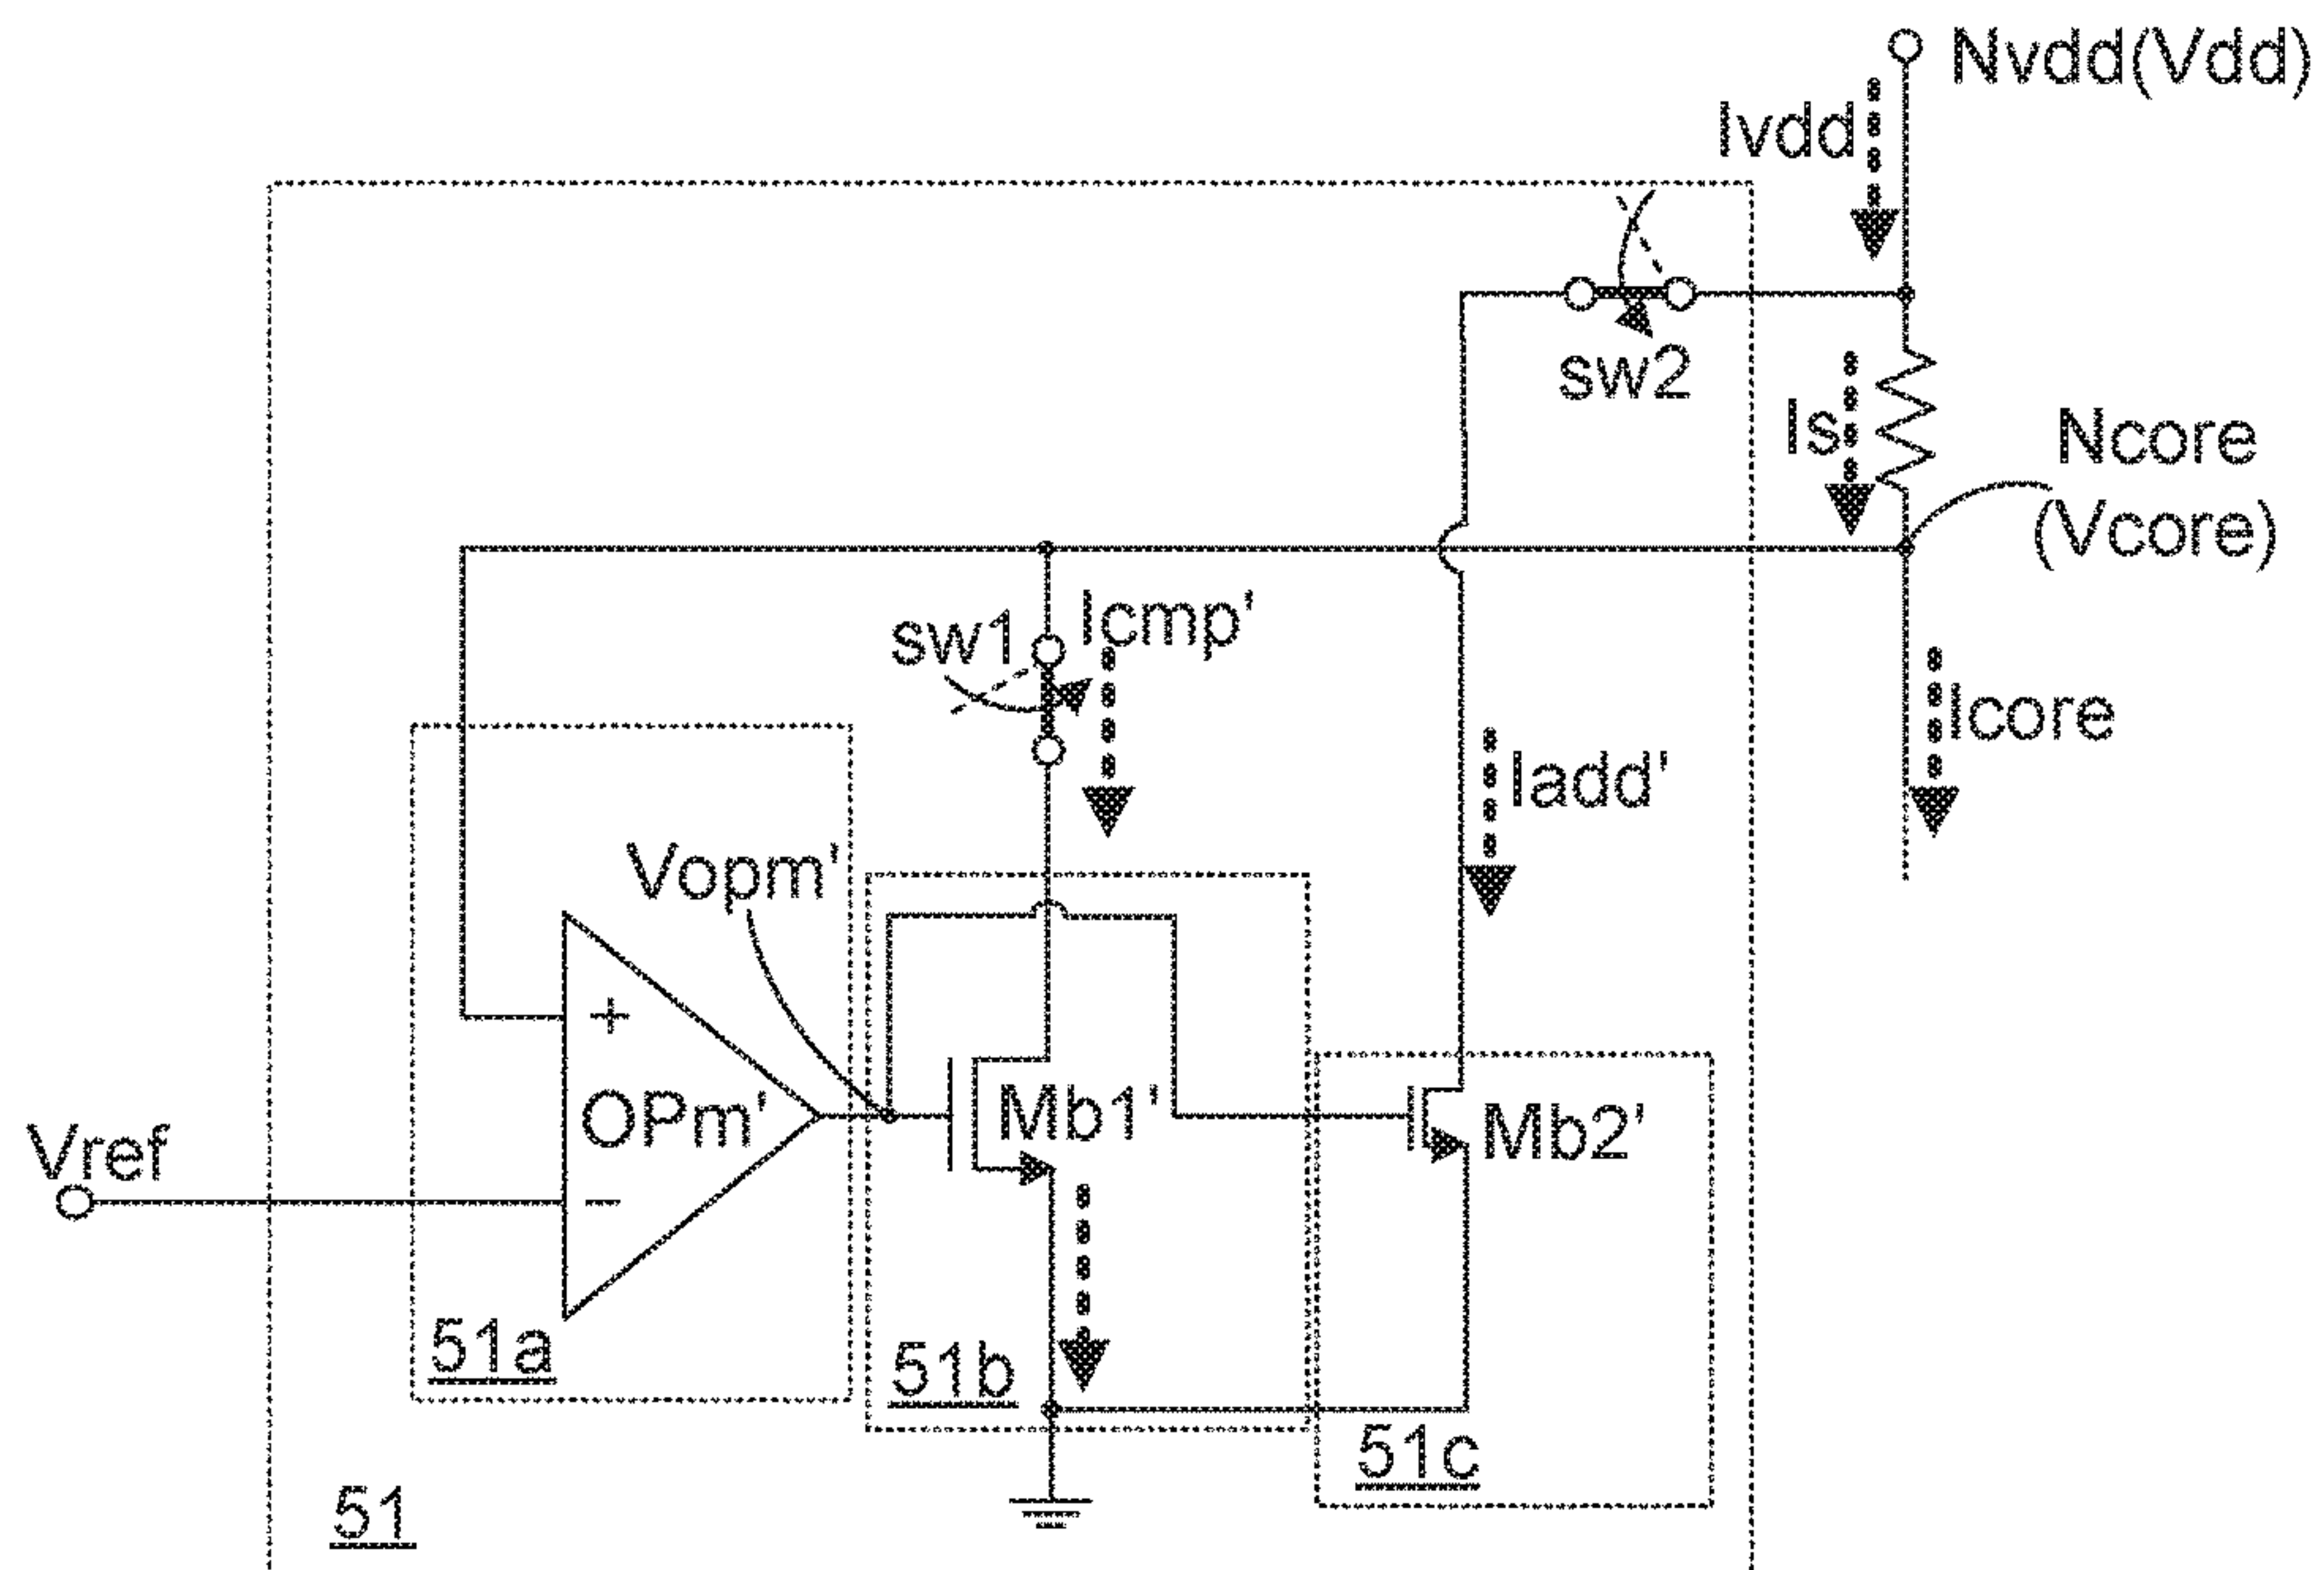 Nvdd(Vdd)
Ivdd
sw2
Is
Ncore
(Vcore)
sw1
Icmp'
Icore
Iadd'
Vopm'
+
OPm'
Mb1'
Mb2'
Vref
−
51a
51b
51c
51